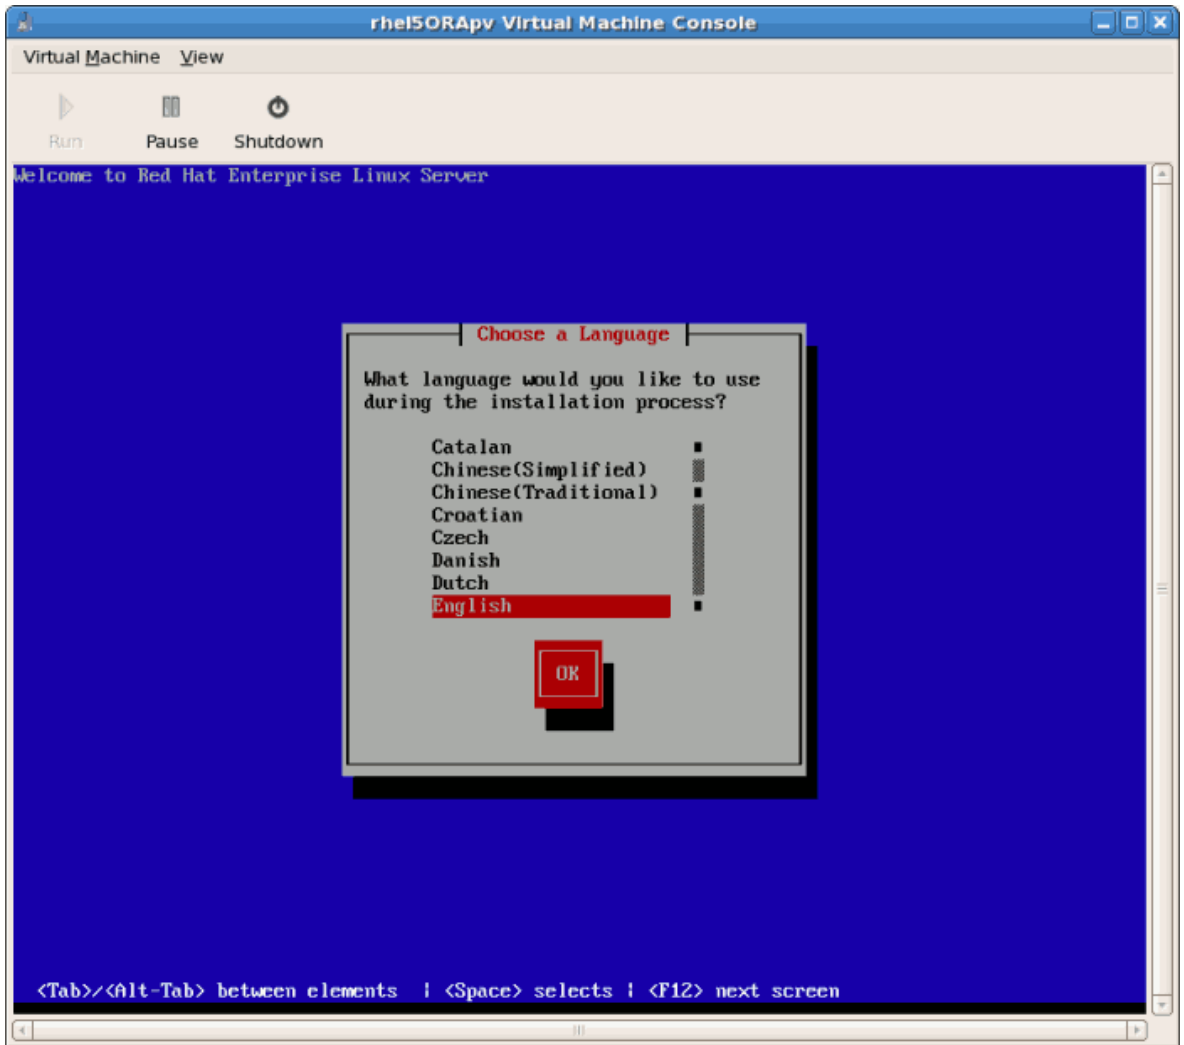 rhel5ORApv Virtual Machine Console
Virtual Machine View
Run Pause Shutdown
Welcome to Red Hat Enterprise Linux Server
Choose a Language
What language would you like to use
during the installation process?
Catalan
Chinese(Simplified)
Chinese(Traditional)
Croatian
Czech
Danish
Dutch
English
OK
<Tab>/<Alt-Tab> between elements | <Space> selects | <F12> next screen